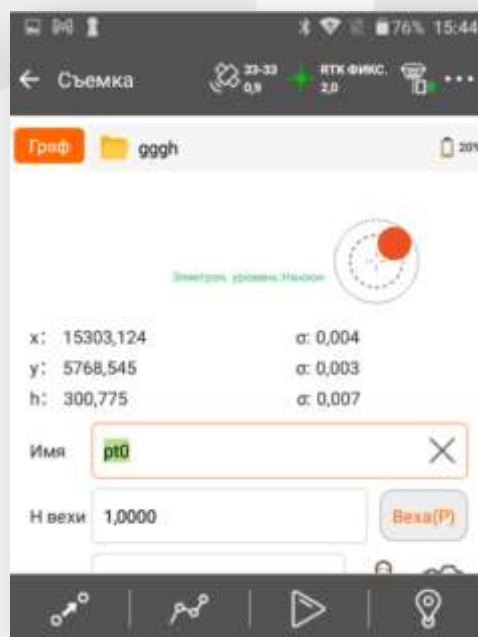 76% 15:44
Съемка 33-33 0,9 RTK ФИКС. 2,0
Граф gggh 20%
Электрон. уровень:Наклон
x: 15303,124 σ: 0,004
y: 5768,545 σ: 0,003
h: 300,775 σ: 0,007
Имя pt0
H вехи 1,0000 Веха(P)